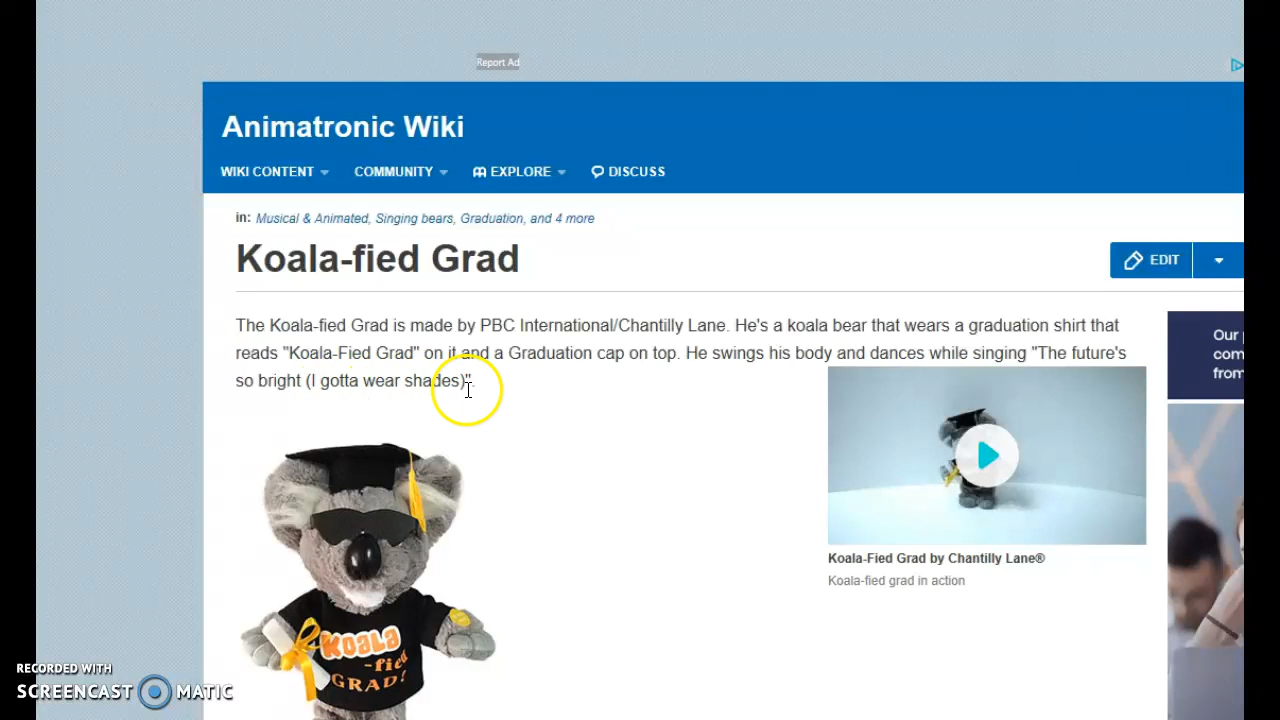 Report Ad
Animatronic Wiki
WIKI CONTENT
COMMUNITY
EXPLORE
DISCUSS
in: Musical & Animated, Singing bears, Graduation, and 4 more
Koala-fied Grad
EDIT
The Koala-fied Grad is made by PBC International/Chantilly Lane. He's a koala bear that wears a graduation shirt that
reads "Koala-Fied Grad" on it and a Graduation cap on top. He swings his body and dances while singing "The future's
so bright (I gotta wear shades)".
Our
com
from
Koala
-fied
GRAD!
Koala-Fied Grad by Chantilly Lane®
Koala-fied grad in action
RECORDED WITH
SCREENCAST MATIC